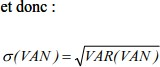 et donc :
σ(VAN) = √VAR(VAN)